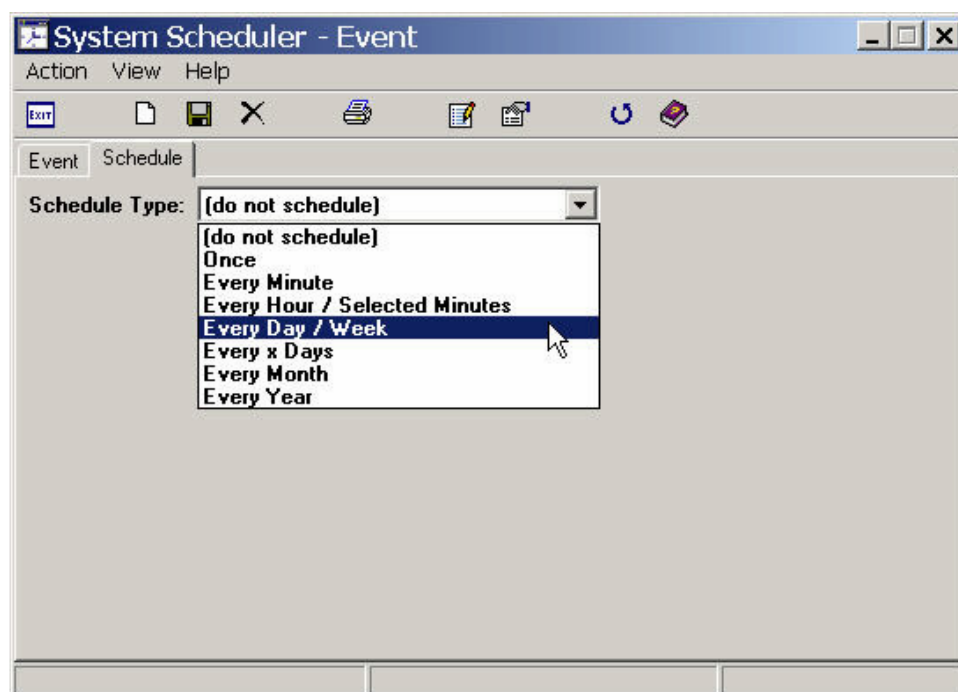 System Scheduler - Event
Action View Help
EXIT
Event Schedule
Schedule Type: (do not schedule)
(do not schedule)
Once
Every Minute
Every Hour / Selected Minutes
Every Day / Week
Every x Days
Every Month
Every Year